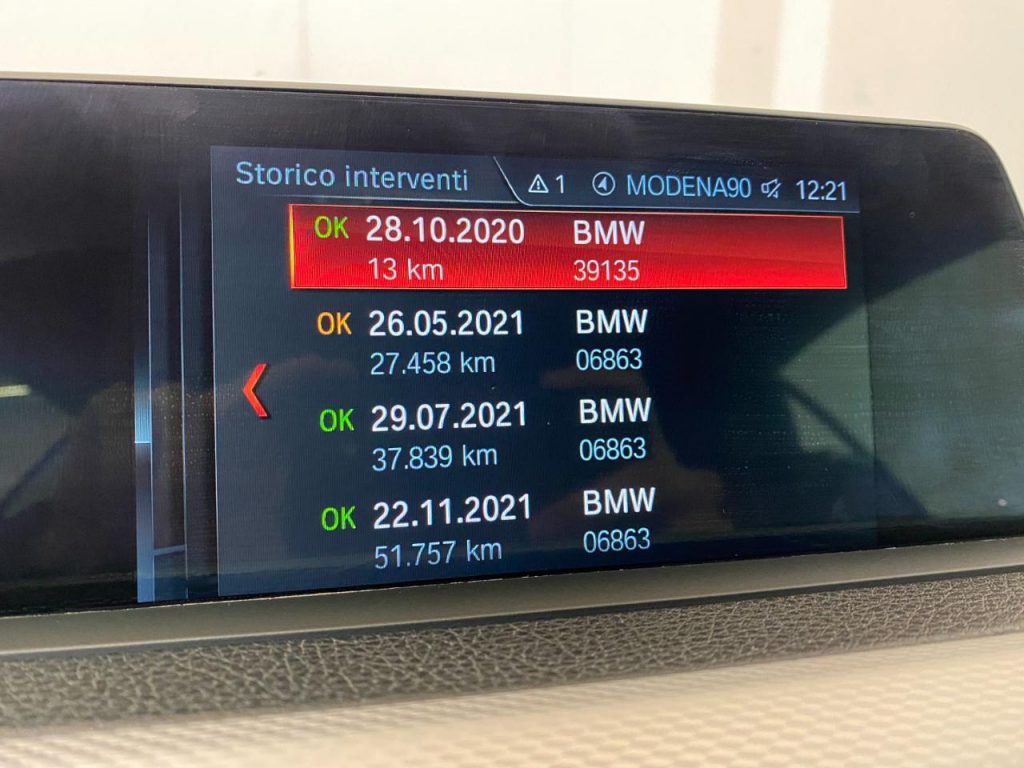 Storico interventi 1 MODENA90 12:21
OK 28.10.2020 BMW
13 km 39135
OK 26.05.2021 BMW
27.458 km 06863
OK 29.07.2021 BMW
37.839 km 06863
OK 22.11.2021 BMW
51.757 km 06863